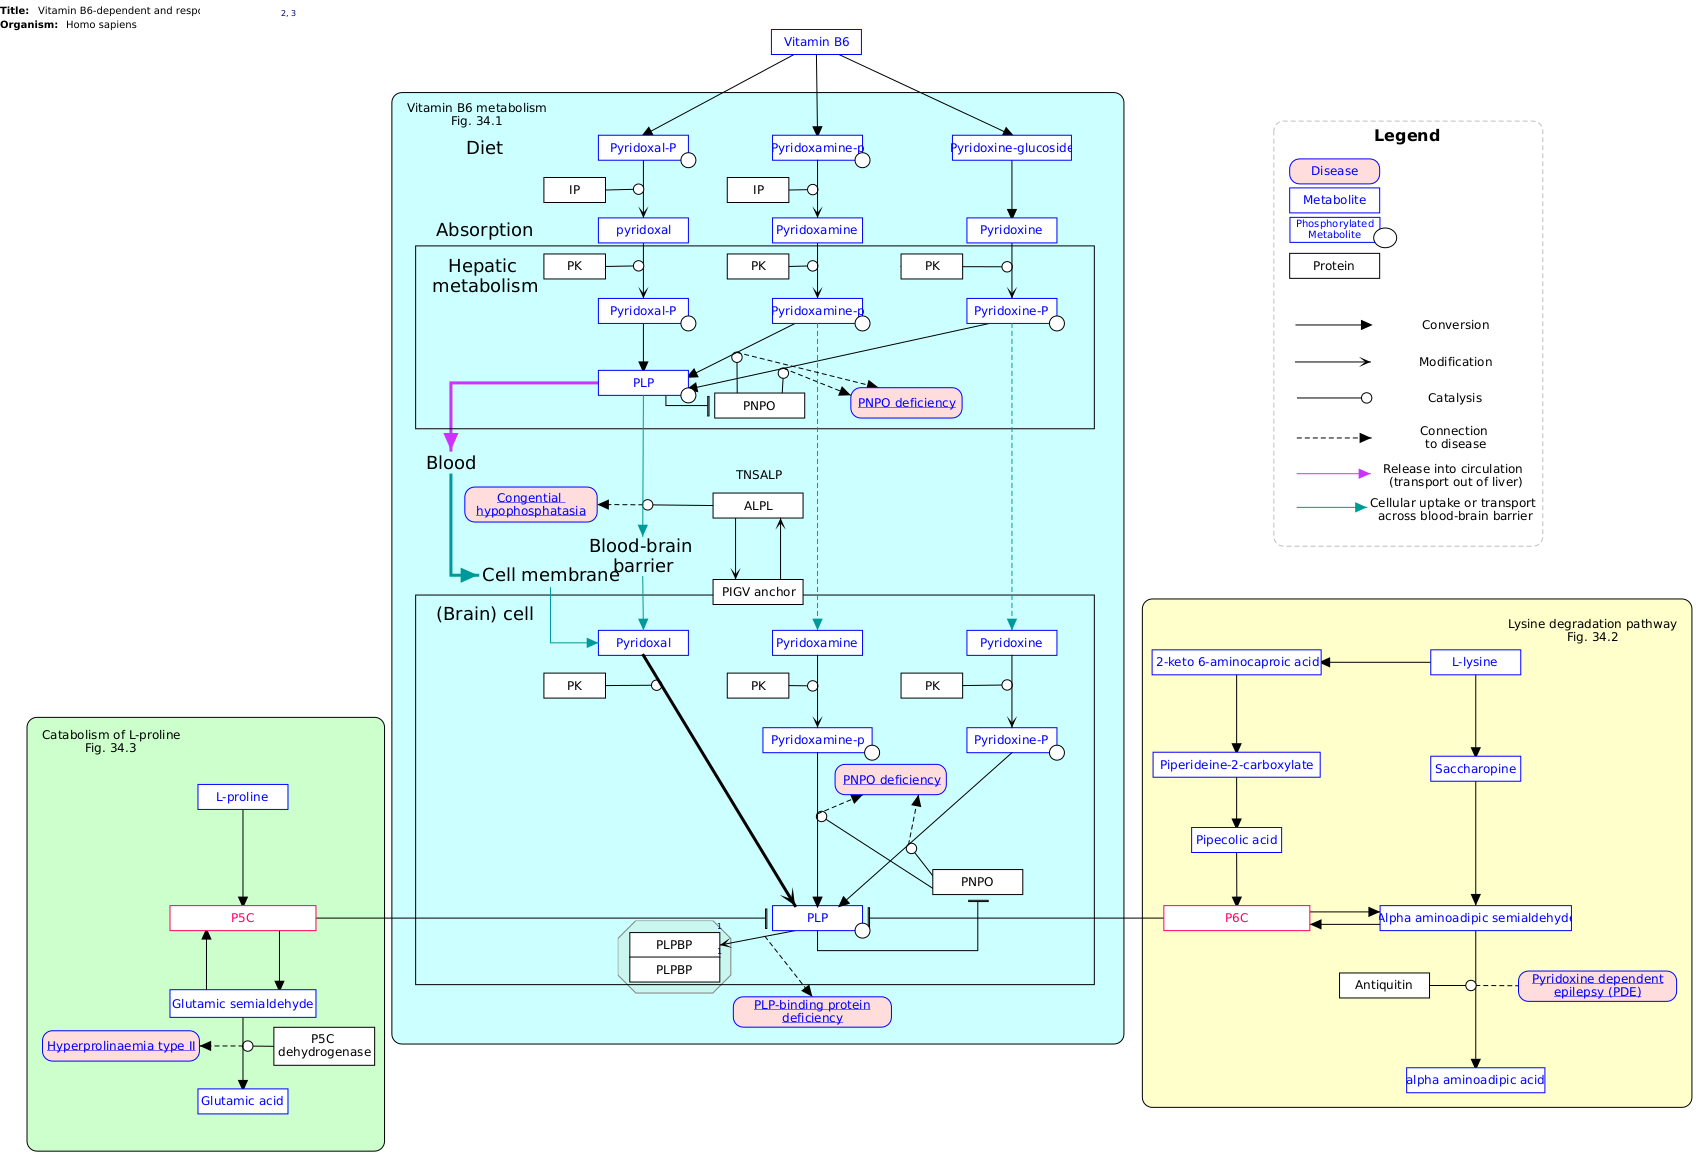 Title: Vitamin B6-dependent and resp
2, 3
Organism: Homo sapiens
Vitamin B6
Vitamin B6 metabolism
Fig. 34.1
Diet
Pyridoxal-P
Pyridoxamine-p
Pyridoxine-glucoside
IP
IP
Absorption
pyridoxal
Pyridoxamine
Pyridoxine
Hepatic
metabolism
PK
PK
PK
Pyridoxal-P
Pyridoxamine-p
Pyridoxine-P
PLP
PNPO
PNPO deficiency
Blood
TNSALP
Congential
hypophosphatasia
ALPL
Blood-brain
barrier
Cell membrane
PIGV anchor
(Brain) cell
Pyridoxal
Pyridoxamine
Pyridoxine
PK
PK
PK
Pyridoxamine-p
Pyridoxine-P
PNPO deficiency
PNPO
PLP
1
PLPBP
1
PLPBP
PLP-binding protein
deficiency
Legend
Disease
Metabolite
Phosphorylated
Metabolite
Protein
Conversion
Modification
Catalysis
Connection
to disease
Release into circulation
(transport out of liver)
Cellular uptake or transport
across blood-brain barrier
Lysine degradation pathway
Fig. 34.2
2-keto 6-aminocaproic acid
L-lysine
Piperideine-2-carboxylate
Saccharopine
Pipecolic acid
P6C
Alpha aminoadipic semialdehyde
Antiquitin
Pyridoxine dependent
epilepsy (PDE)
alpha aminoadipic acid
Catabolism of L-proline
Fig. 34.3
L-proline
P5C
Glutamic semialdehyde
Hyperprolinaemia type II
P5C
dehydrogenase
Glutamic acid